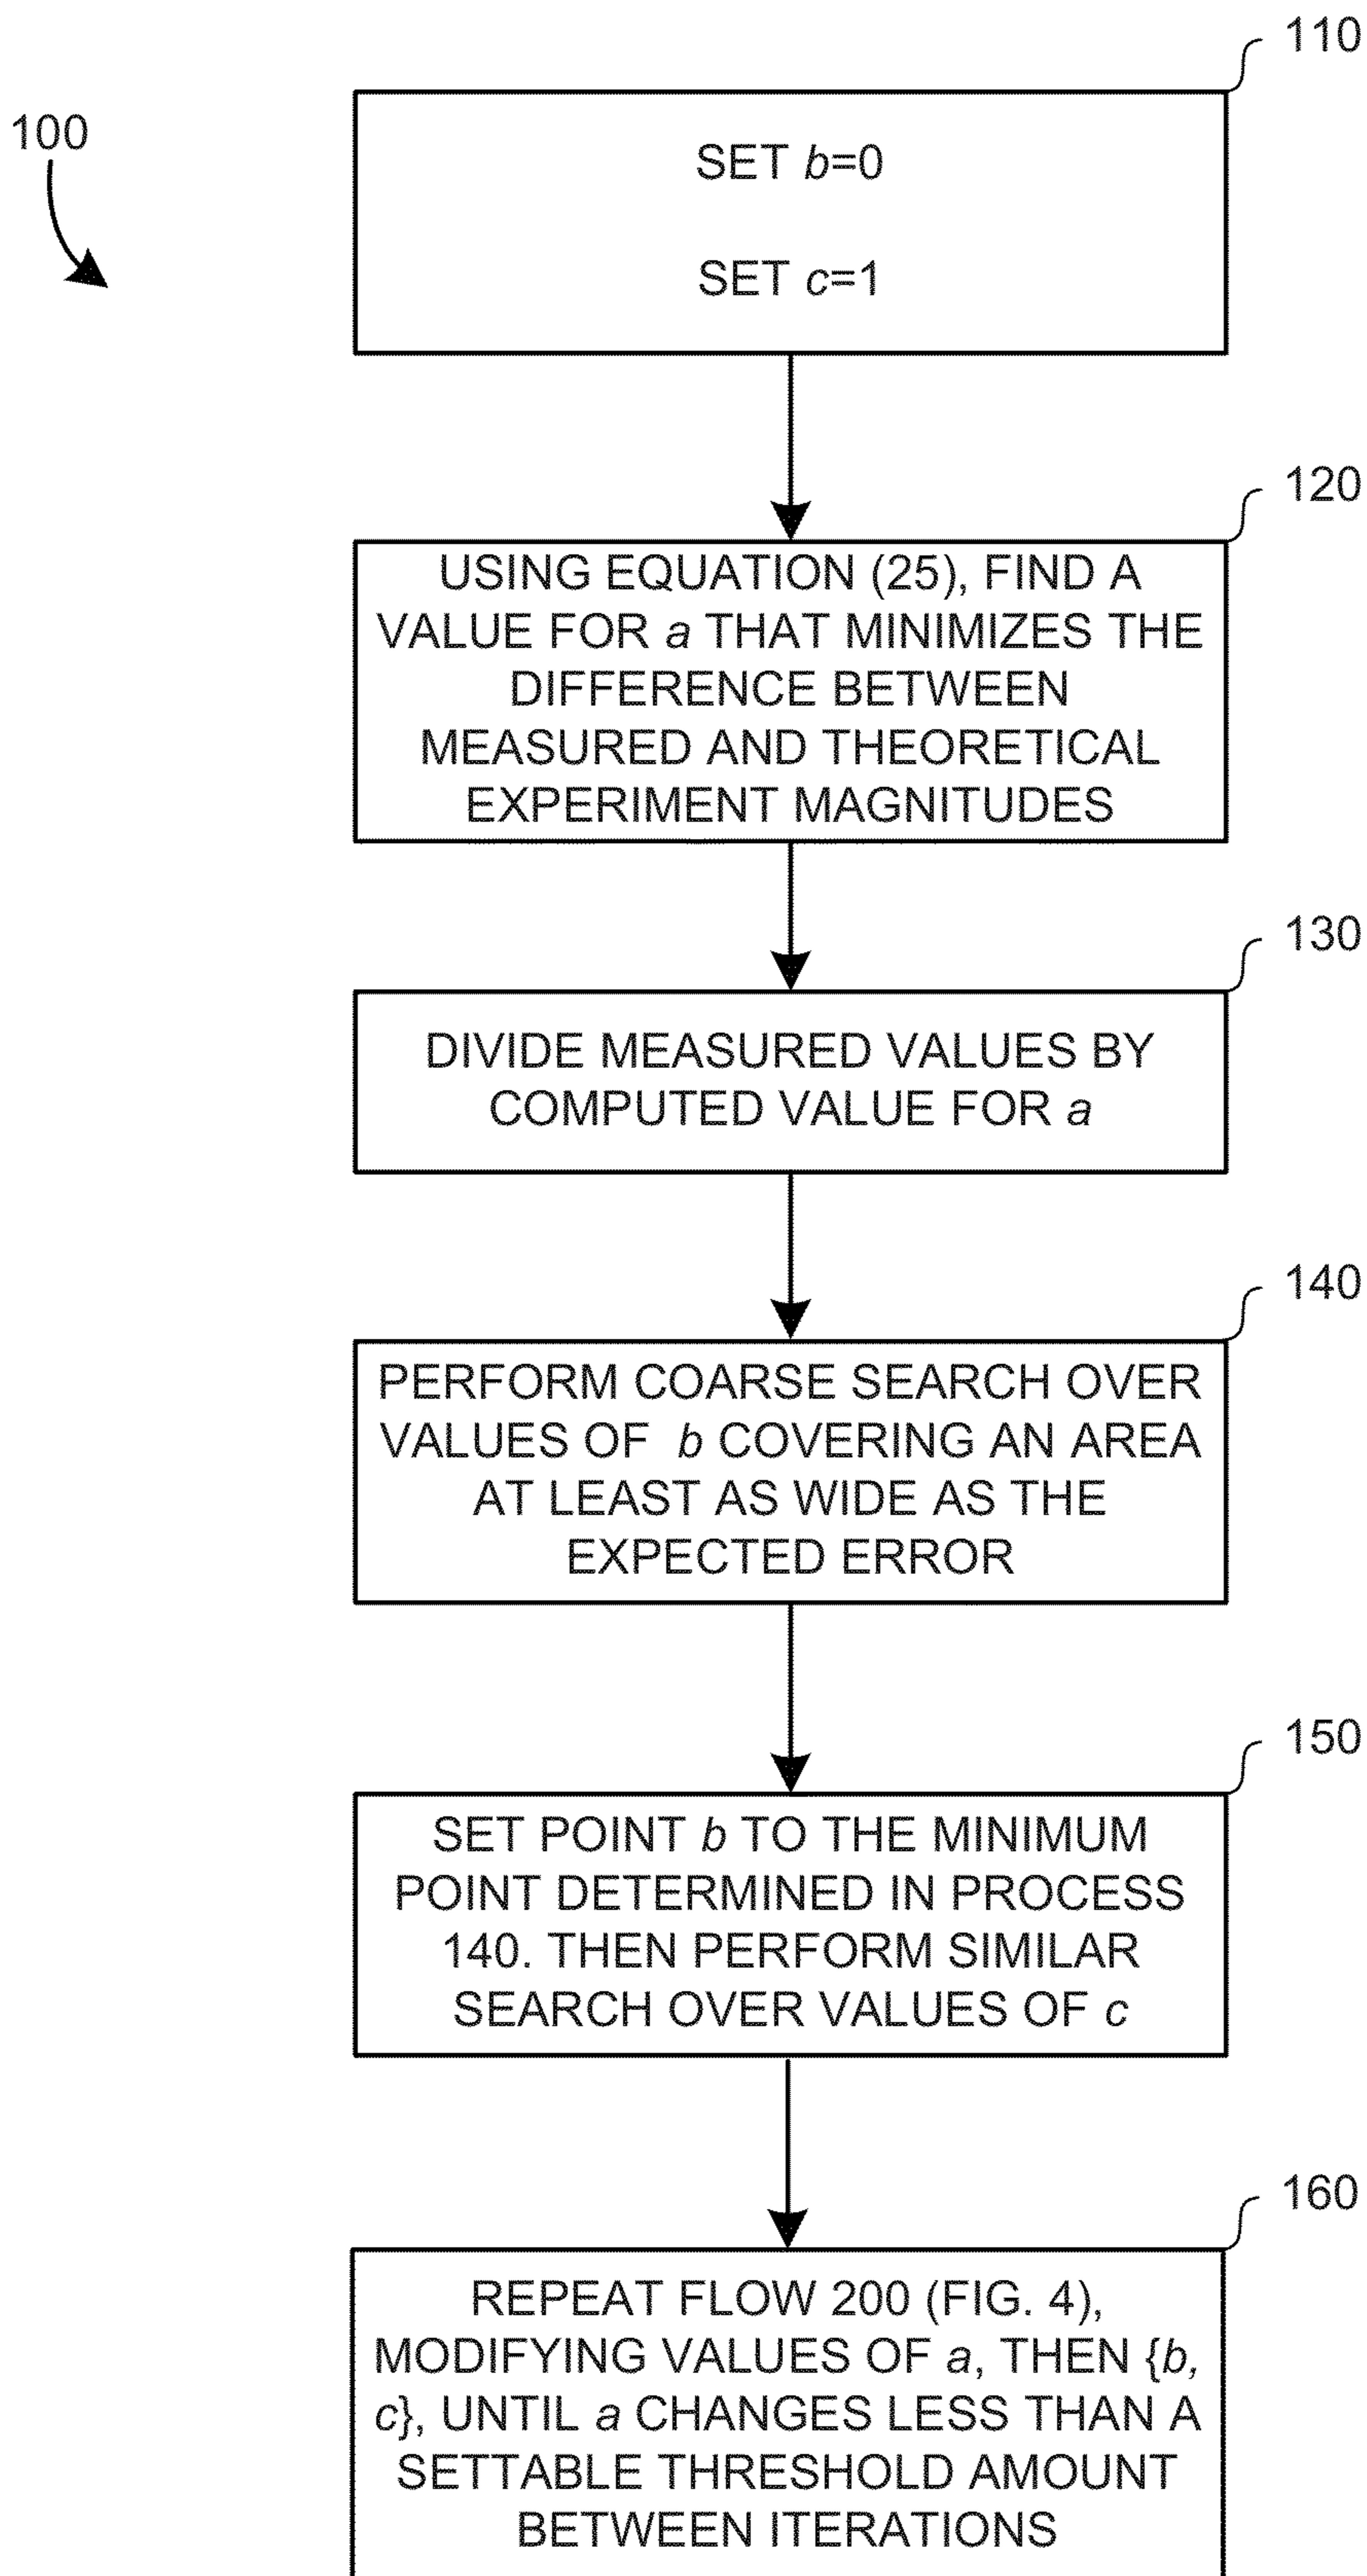 110
100
SET b=0
SET c=1
120
USING EQUATION (25), FIND A
VALUE FOR a THAT MINIMIZES THE
DIFFERENCE BETWEEN
MEASURED AND THEORETICAL
EXPERIMENT MAGNITUDES
130
DIVIDE MEASURED VALUES BY
COMPUTED VALUE FOR a
140
PERFORM COARSE SEARCH OVER
VALUES OF b COVERING AN AREA
AT LEAST AS WIDE AS THE
EXPECTED ERROR
150
SET POINT b TO THE MINIMUM
POINT DETERMINED IN PROCESS
140. THEN PERFORM SIMILAR
SEARCH OVER VALUES OF c
160
REPEAT FLOW 200 (FIG. 4),
MODIFYING VALUES OF a, THEN {b,
c}, UNTIL a CHANGES LESS THAN A
SETTABLE THRESHOLD AMOUNT
BETWEEN ITERATIONS